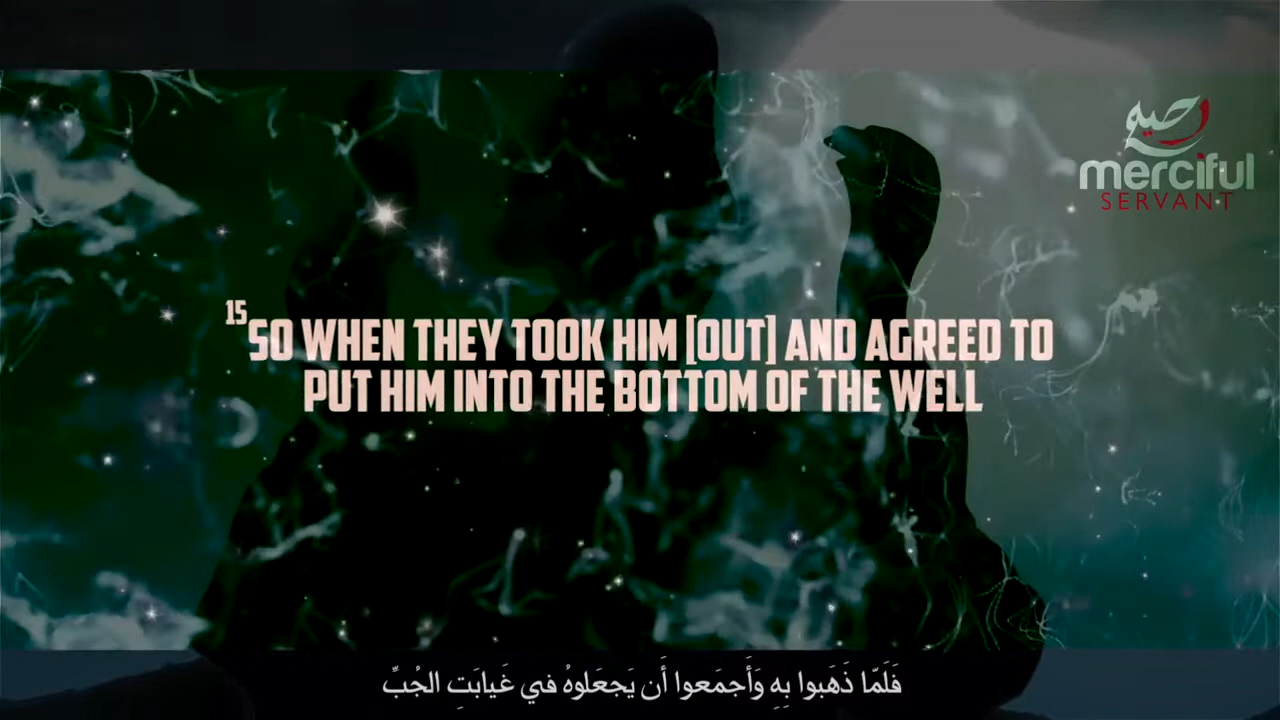 رحيم
merciful
SERVANT
15 SO WHEN THEY TOOK HIM [OUT] AND AGREED TO
PUT HIM INTO THE BOTTOM OF THE WELL
فَلَمّا ذَهَبوا بِهِ وَأَجمَعوا أَن يَجعَلوهُ في غَيابَتِ الجُبِّ